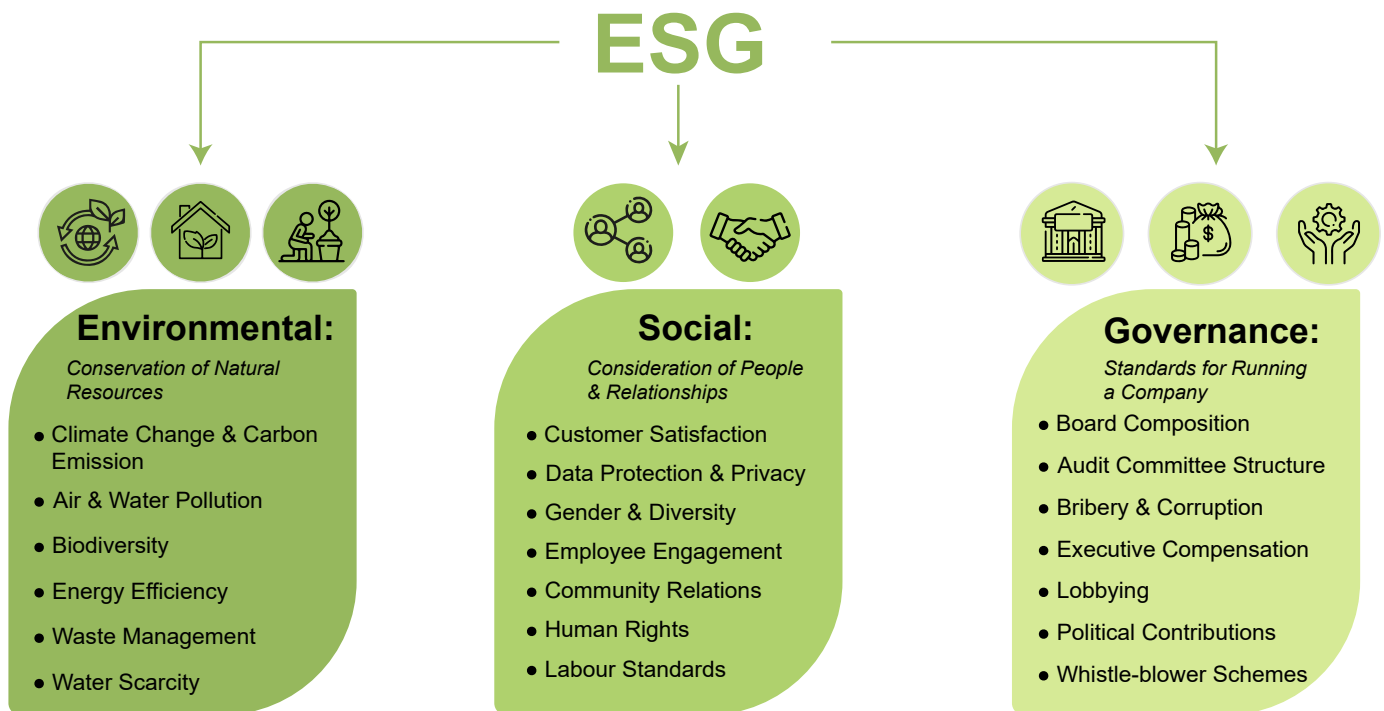 ESG
Environmental:
Conservation of Natural
Resources
● Climate Change & Carbon
Emission
● Air & Water Pollution
● Biodiversity
● Energy Efficiency
● Waste Management
● Water Scarcity
Social:
Consideration of People
& Relationships
● Customer Satisfaction
● Data Protection & Privacy
● Gender & Diversity
● Employee Engagement
● Community Relations
● Human Rights
● Labour Standards
$
Governance:
Standards for Running
a Company
● Board Composition
● Audit Committee Structure
● Bribery & Corruption
● Executive Compensation
● Lobbying
● Political Contributions
● Whistle-blower Schemes